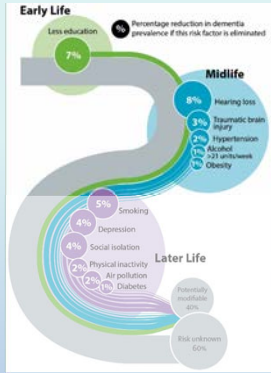 Early Life
%
Percentage reduction in dementia
prevalence if this risk factor is eliminated
Less education
7%
Midlife
8%
Hearing loss
3%
Traumatic brain
injury
2%
Hypertension
1%
Alcohol
>21 units/week
1%
Obesity
5%
Smoking
4%
Depression
4%
Social isolation
Later Life
2%
Physical inactivity
2%
Air pollution
1%
Diabetes
Potentially
modifiable
40%
Risk unknown
60%